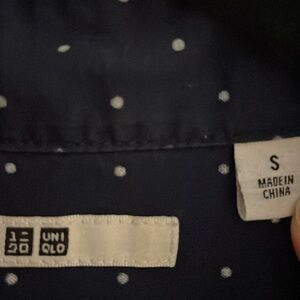 S
MADE IN
CHINA
ユニ UNI
クロ QLO